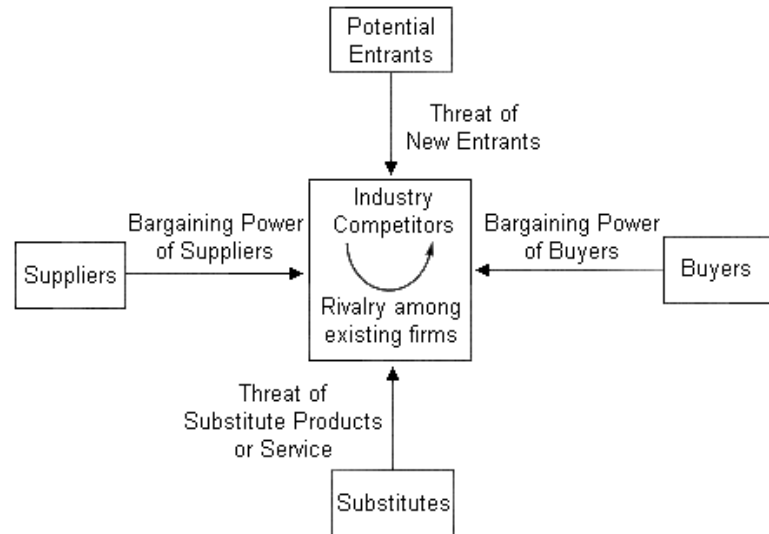 Potential
Entrants
Threat of
New Entrants
Industry
Competitors
Bargaining Power
of Suppliers
Bargaining Power
of Buyers
Suppliers
Buyers
Rivalry among
existing firms
Threat of
Substitute Products
or Service
Substitutes